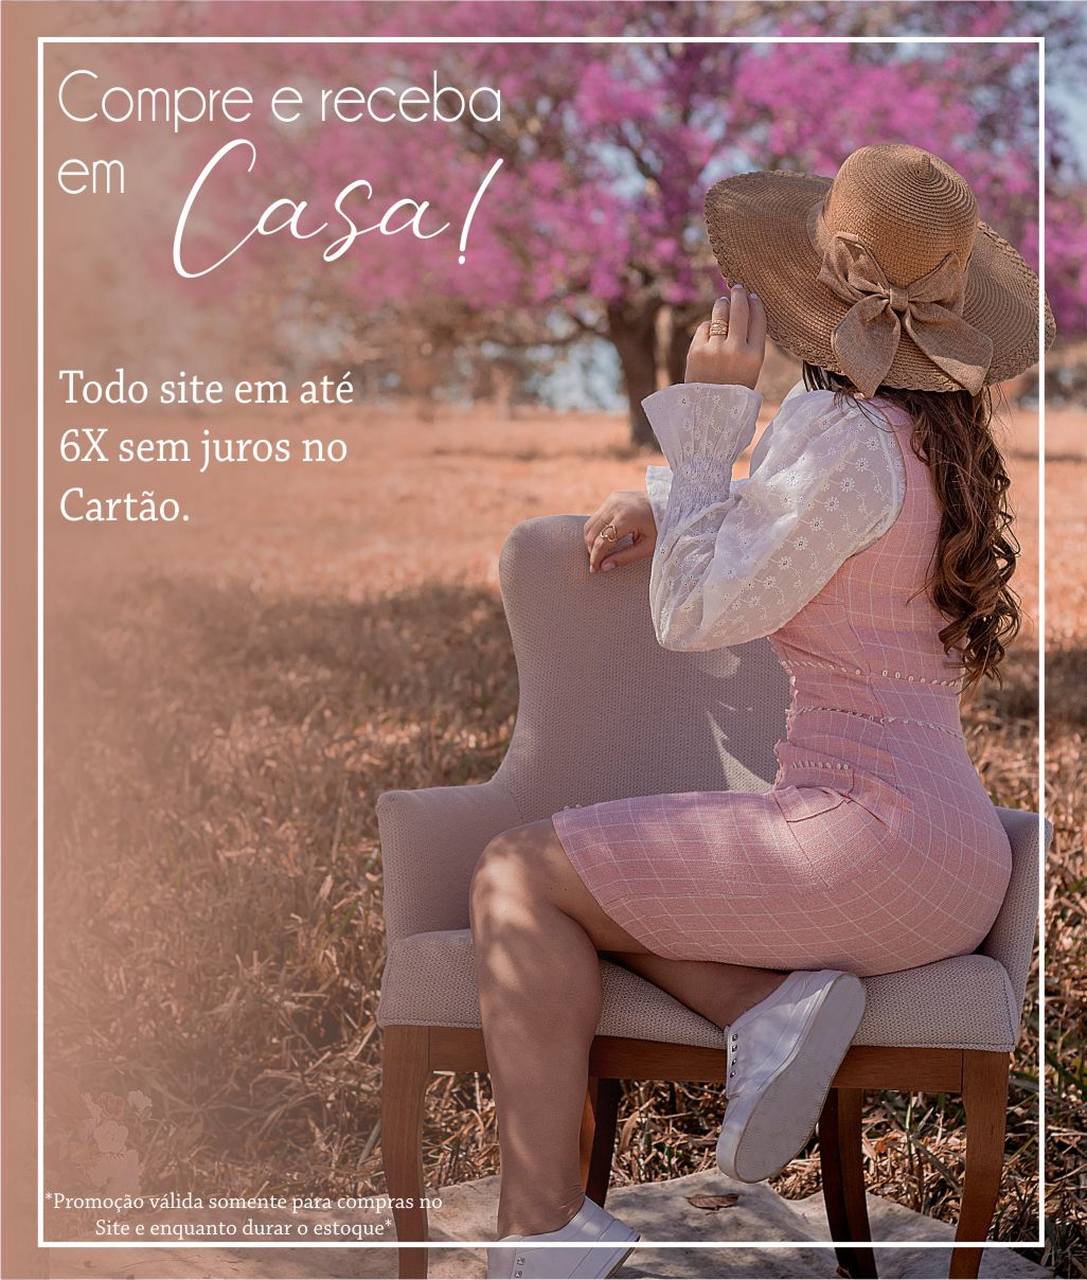 Compre e receba
em Casa!
Todo site em até
6X sem juros no
Cartão.
*Promoção válida somente para compras no
Site e enquanto durar o estoque*